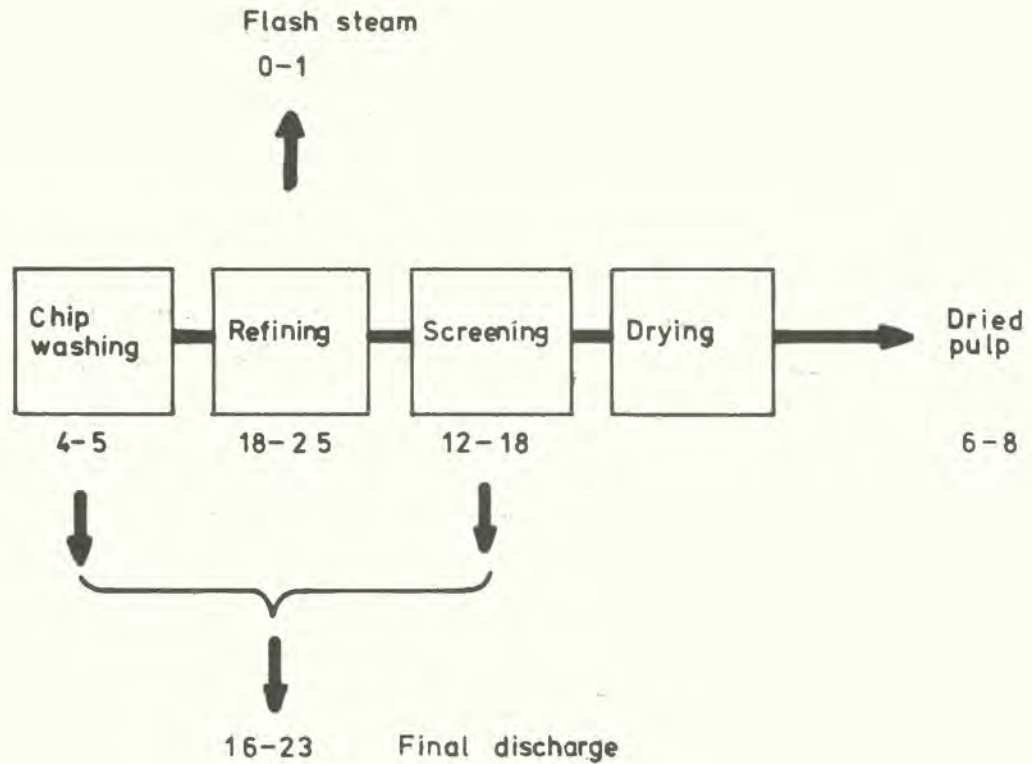 Flash steam
0-1
Chip
washing
Refining
Screening
Drying
Dried
pulp
4-5
18-25
12-18
6-8
16-23 Final discharge